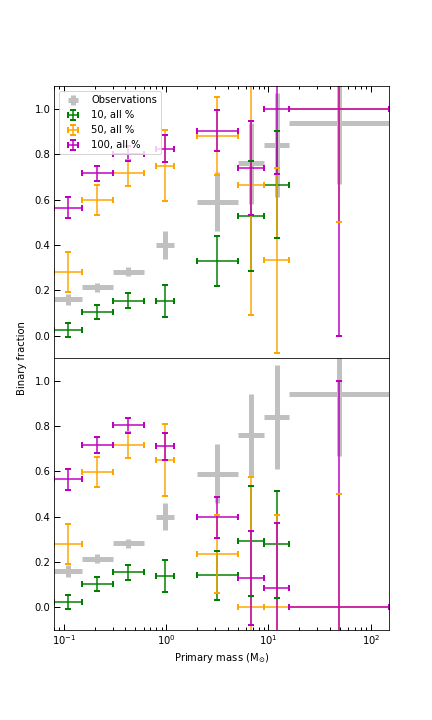 1.0
0.8
0.6
0.4
0.2
0.0
Observations
10, all %
50, all %
100, all %
Binary fraction
1.0
0.8
0.6
0.4
0.2
0.0
10⁻¹ 10⁰ 10¹ 10²
Primary mass (M☉)